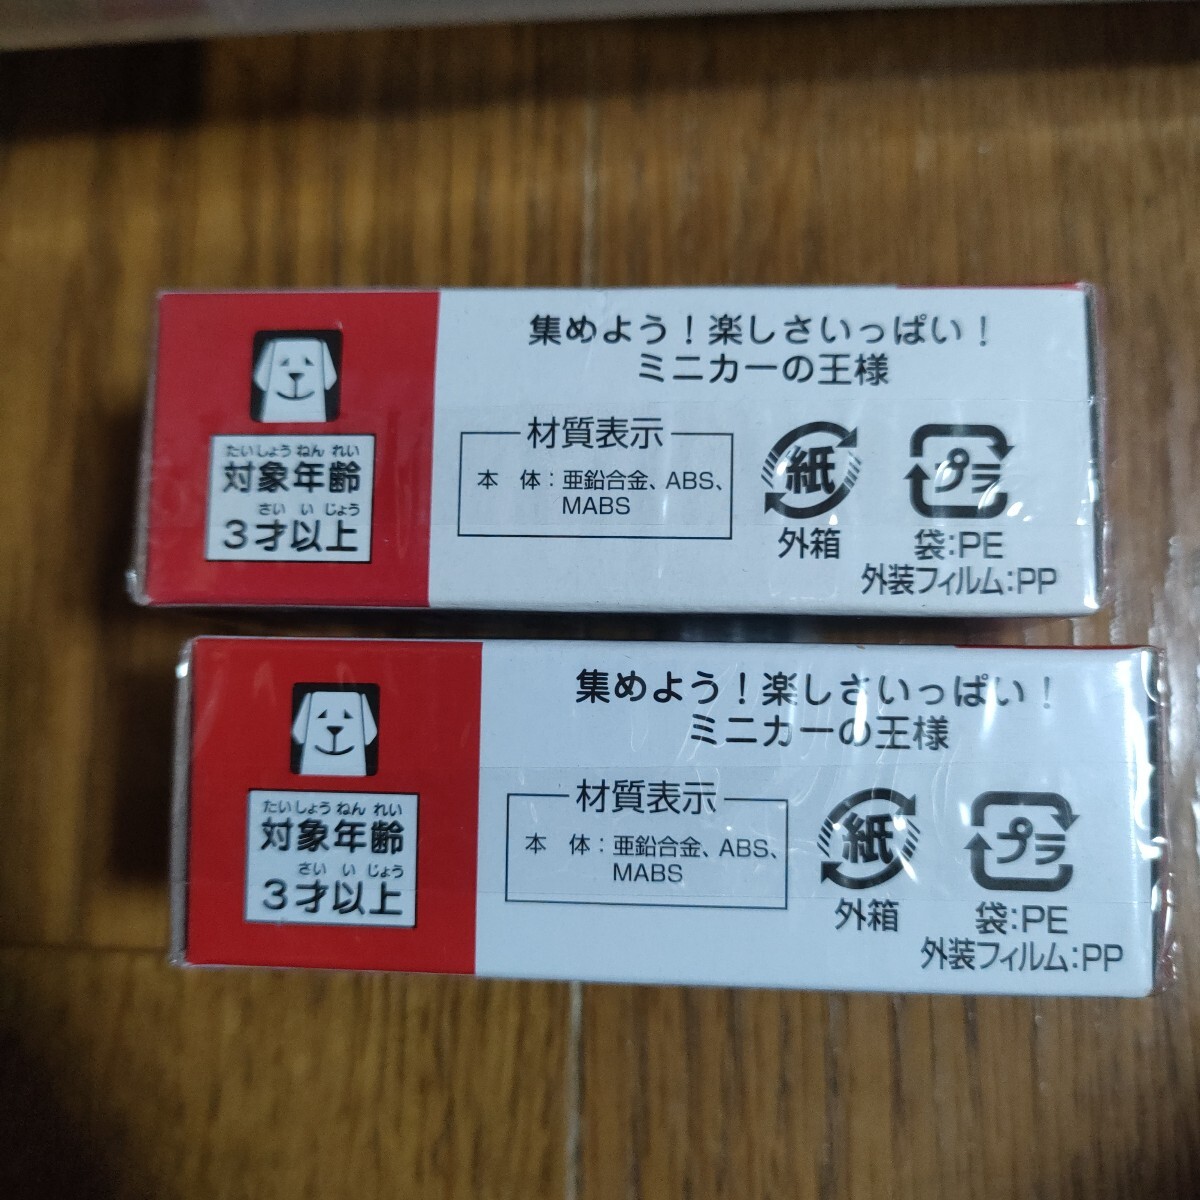 集めよう！楽しさいっぱい！
ミニカーの王様
たいしょうねんれい
対象年齢
さいいじょう
3才以上
材質表示
本　体：亜鉛合金、ABS、
MABS
紙
外箱
プラ
袋：PE
外装フィルム：PP
集めよう！楽しさいっぱい！
ミニカーの王様
たいしょうねんれい
対象年齢
さいいじょう
3才以上
材質表示
本　体：亜鉛合金、ABS、
MABS
紙
外箱
プラ
袋：PE
外装フィルム：PP